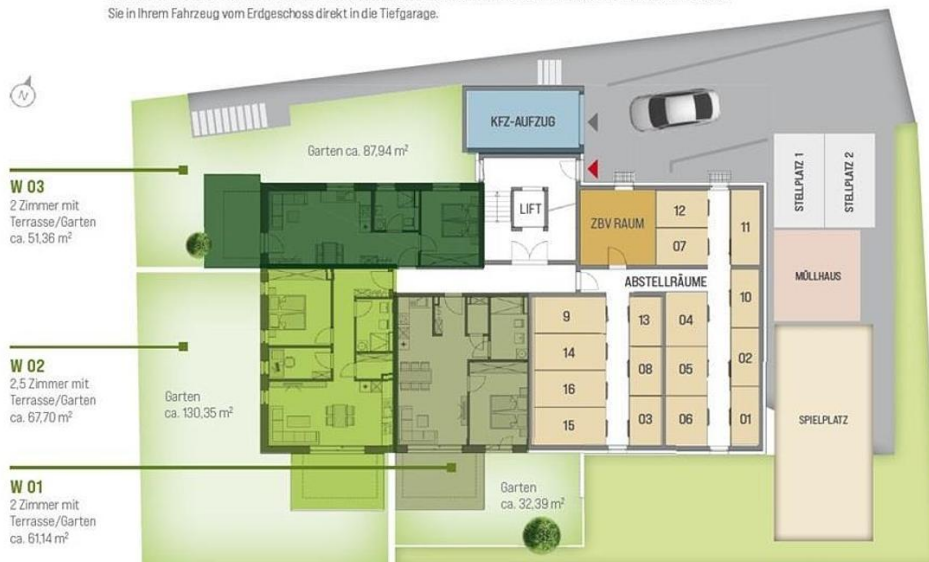 Sie in Ihrem Fahrzeug vom Erdgeschoss direkt in die Tiefgarage.
N
KFZ-AUFZUG
Garten ca. 87,94 m²
W 03
2 Zimmer mit
Terrasse/Garten
ca. 51,36 m²
LIFT
ZBV RAUM
12
07
11
STELLPLATZ 1
STELLPLATZ 2
MÜLLHAUS
ABSTELLRÄUME
9
14
16
15
13
08
03
04
05
06
10
02
01
SPIELPLATZ
W 02
2,5 Zimmer mit
Terrasse/Garten
ca. 67,70 m²
Garten
ca. 130,35 m²
W 01
2 Zimmer mit
Terrasse/Garten
ca. 61,14 m²
Garten
ca. 32,39 m²